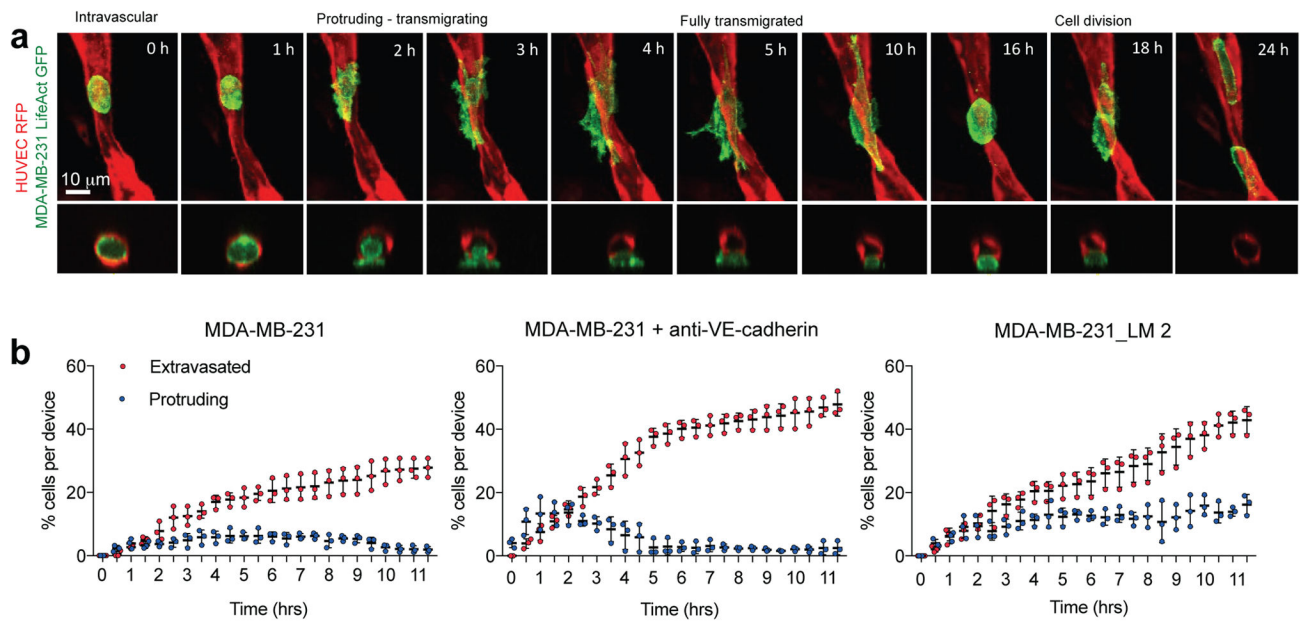 Intravascular Protruding - transmigrating Fully transmigrated Cell division
a
HUVEC RFP
MDA-MB-231 LifeAct GFP
0 h 1 h 2 h 3 h 4 h 5 h 10 h 16 h 18 h 24 h
10 μm
b
MDA-MB-231
% cells per device
60
40
20
0
Extravasated
Protruding
0 1 2 3 4 5 6 7 8 9 10 11
Time (hrs)
MDA-MB-231 + anti-VE-cadherin
% cells per device
60
40
20
0
0 1 2 3 4 5 6 7 8 9 10 11
Time (hrs)
MDA-MB-231_LM 2
% cells per device
60
40
20
0
0 1 2 3 4 5 6 7 8 9 10 11
Time (hrs)